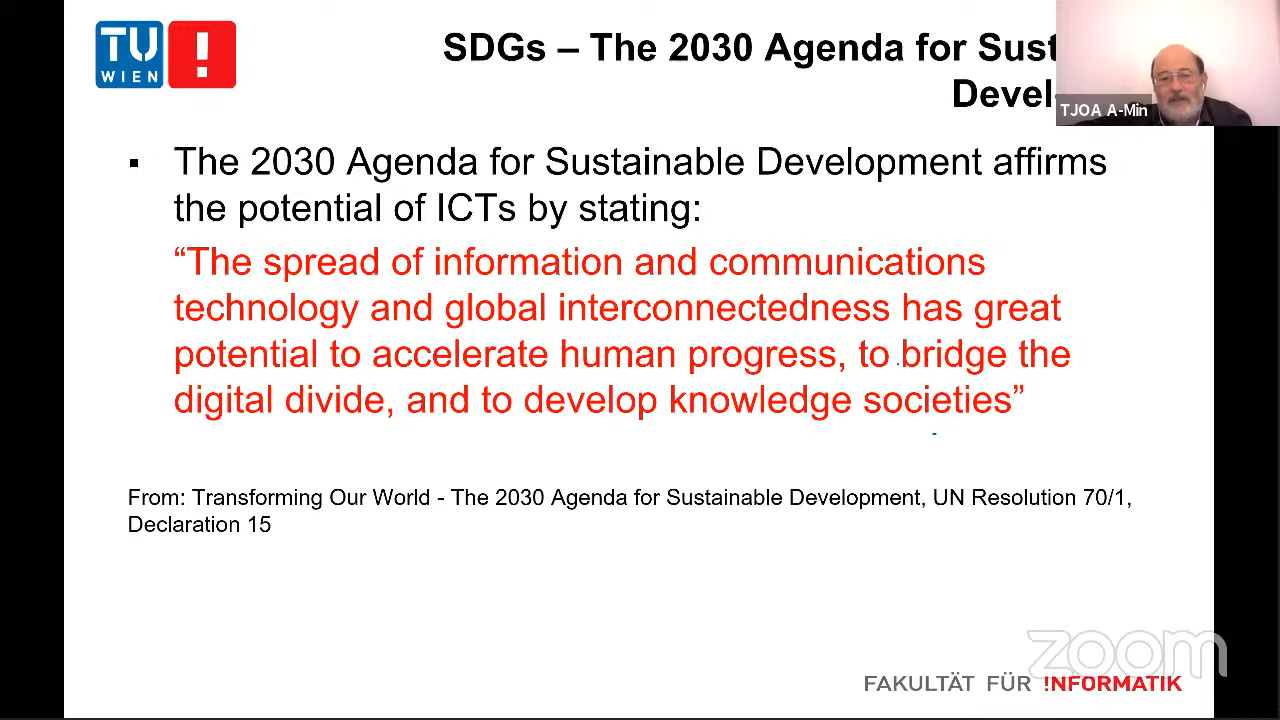 TU
WIEN
!
SDGs – The 2030 Agenda for Sust
Devel
TJOA A-Min
▪ The 2030 Agenda for Sustainable Development affirms
the potential of ICTs by stating:
“The spread of information and communications
technology and global interconnectedness has great
potential to accelerate human progress, to bridge the
digital divide, and to develop knowledge societies”
From: Transforming Our World - The 2030 Agenda for Sustainable Development, UN Resolution 70/1,
Declaration 15
zoom
FAKULTÄT FÜR !NFORMATIK